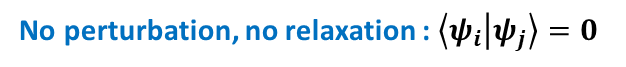 No perturbation, no relaxation : ⟨ψᵢ|ψⱼ⟩ = 0